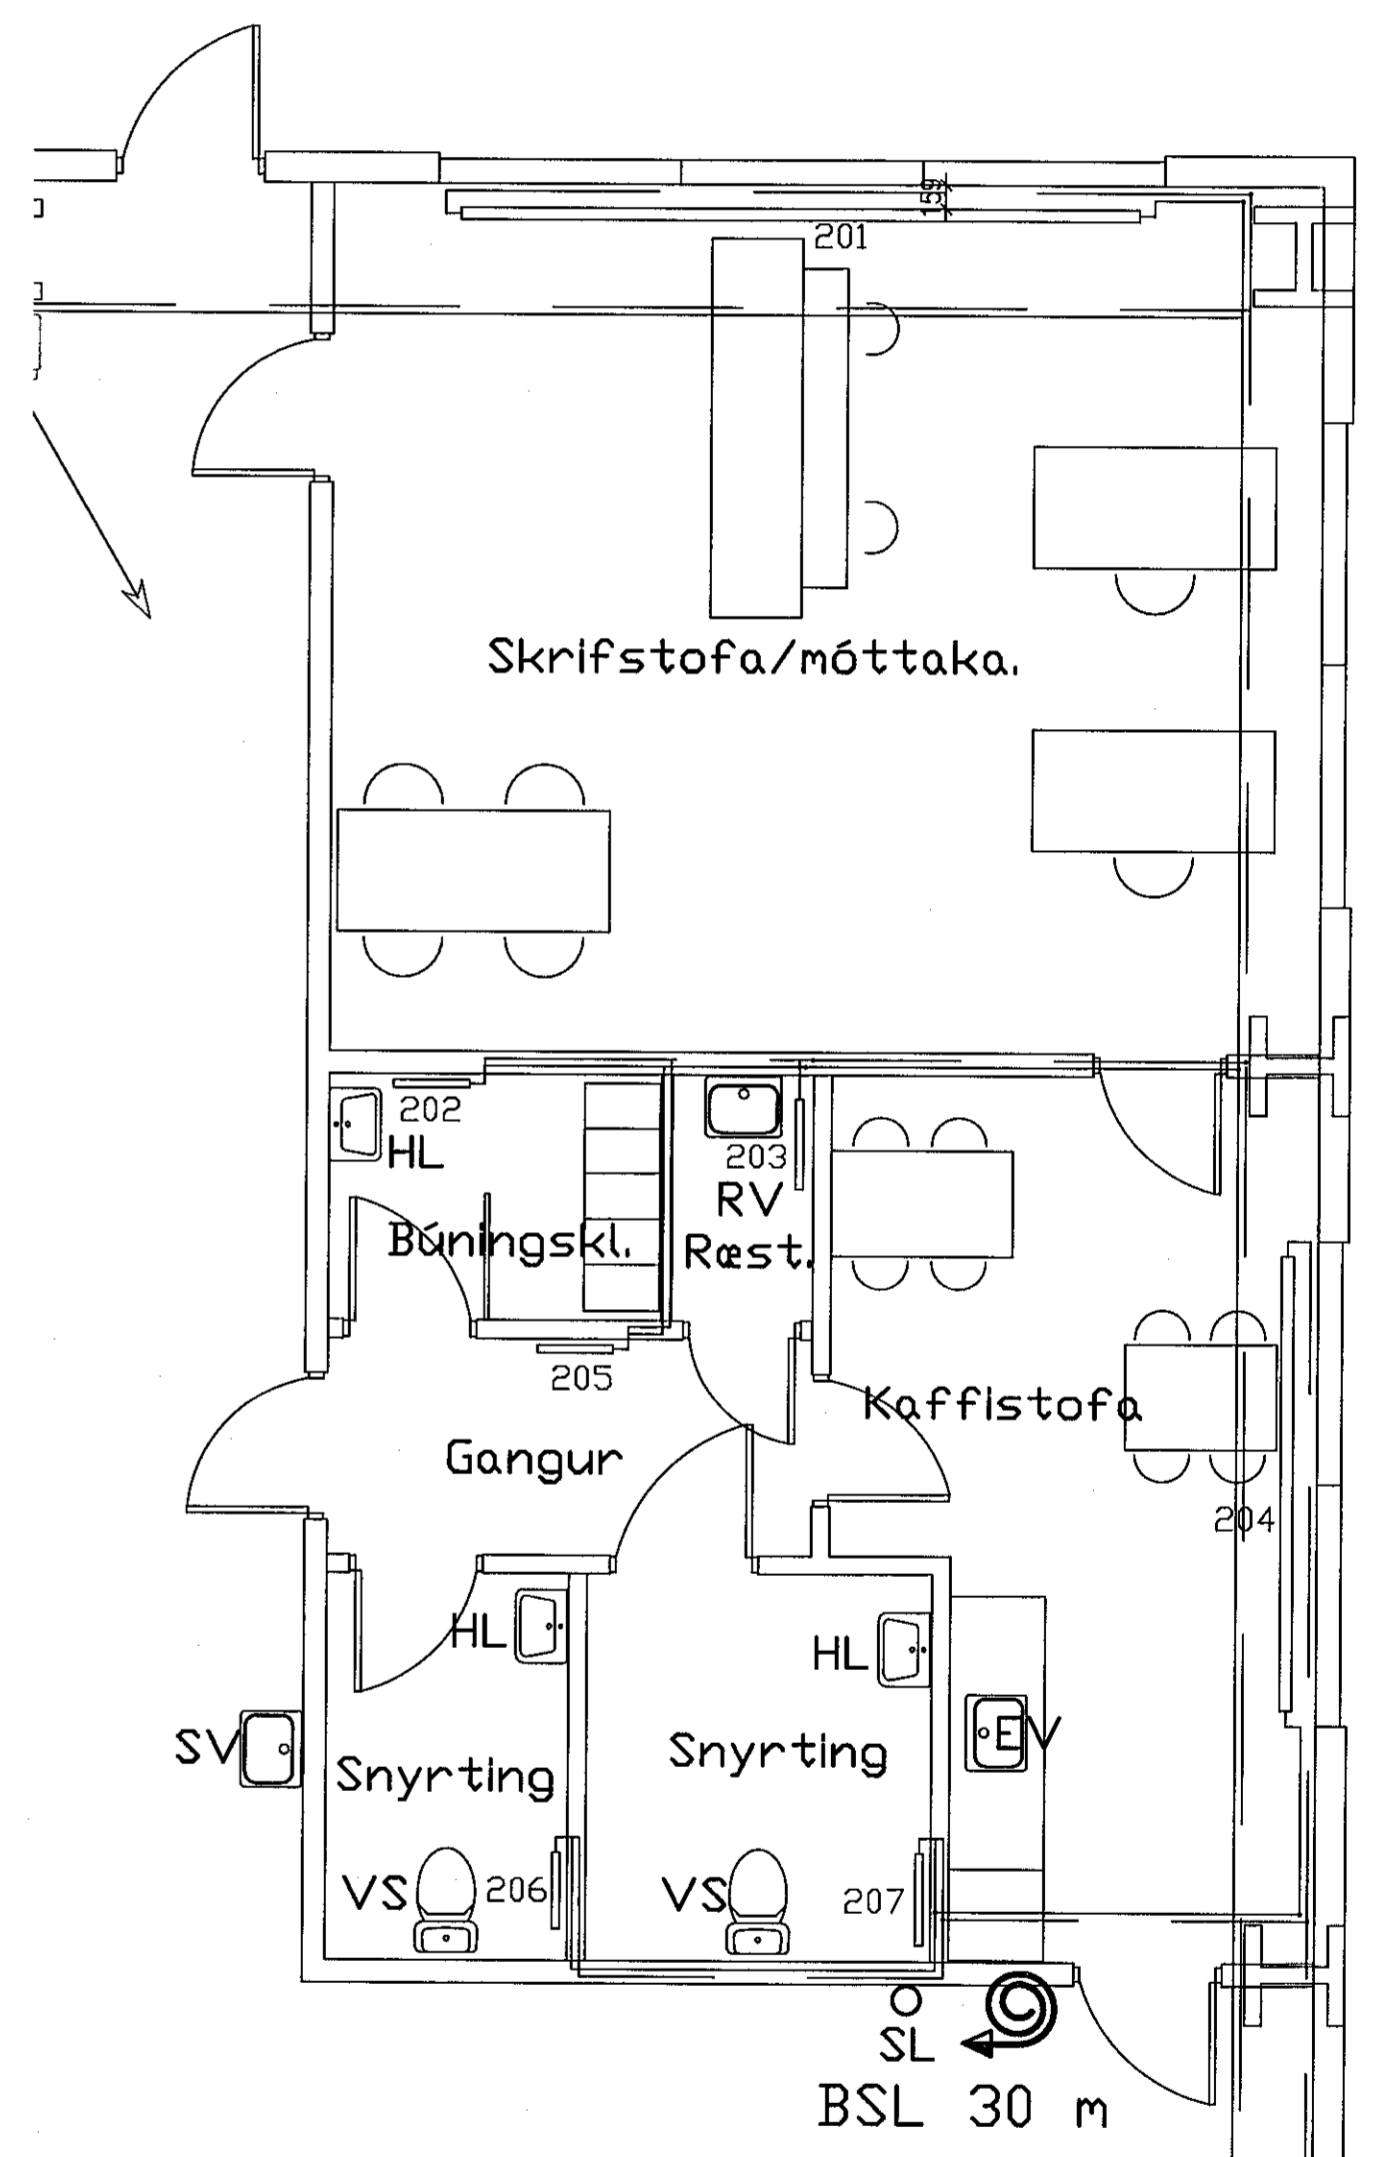 159
201
Skrifstofa/móttaka.
202
HL
203
RV
Búningskl.
Ræst.
205
Kaffistofa
Gangur
204
HL
HL
SV
EV
Snyrting
Snyrting
VS
206
VS
207
SL
BSL 30 m